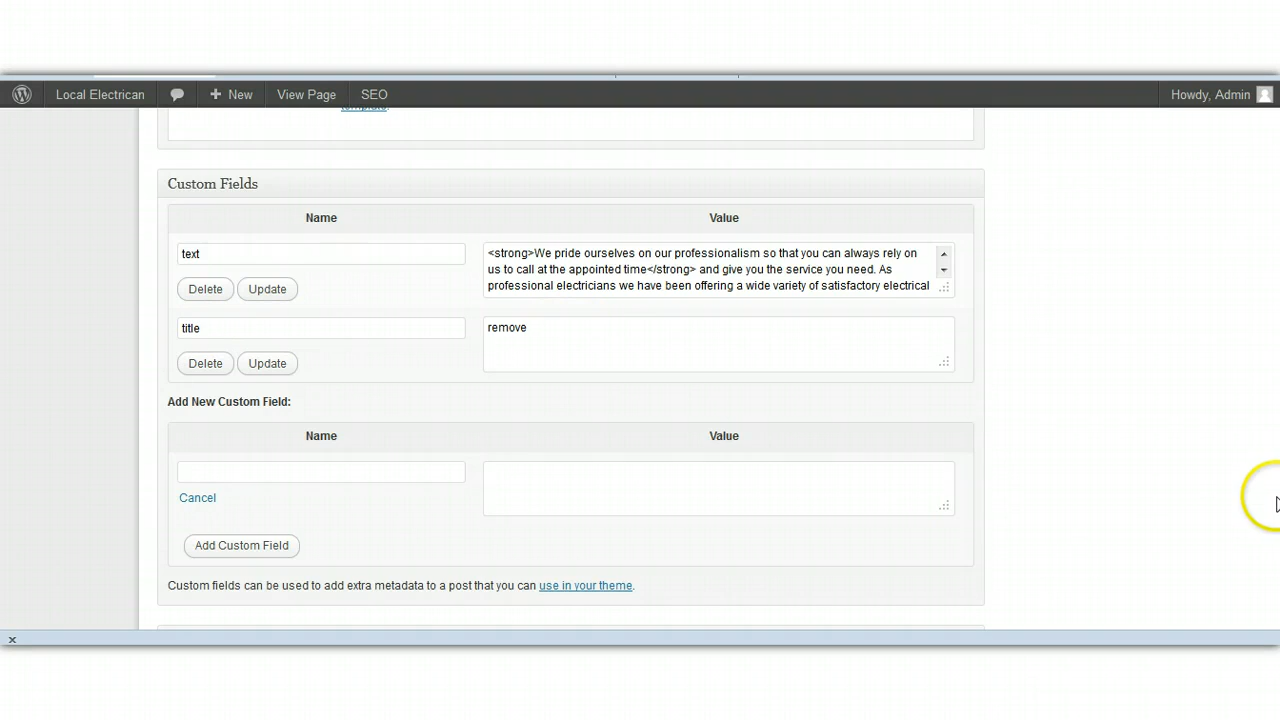 Local Electrican New View Page SEO Howdy, Admin
template.
Custom Fields
Name Value
text
<strong>We pride ourselves on our professionalism so that you can always rely on
us to call at the appointed time</strong> and give you the service you need. As
professional electricians we have been offering a wide variety of satisfactory electrical
Delete Update
title remove
Delete Update
Add New Custom Field:
Name Value
Cancel
Add Custom Field
Custom fields can be used to add extra metadata to a post that you can use in your theme.